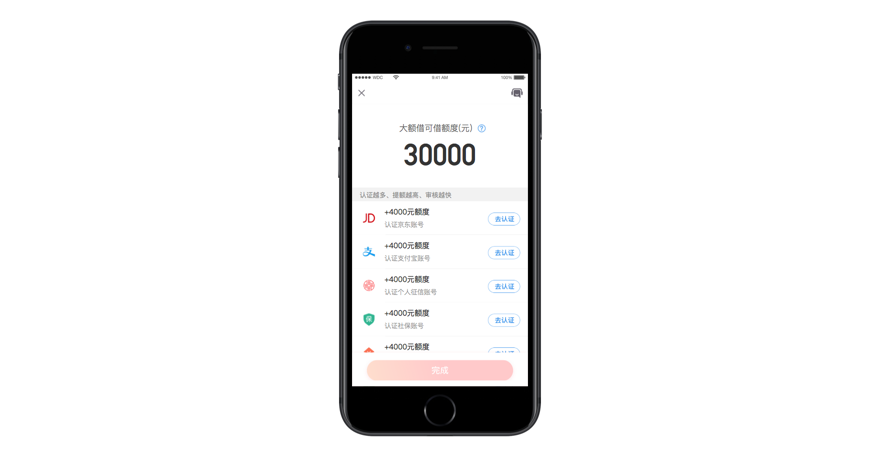 WDC 9:41 AM 100%
大额借可借额度(元) ?
30000
认证越多、提额越高、审核越快
JD
+4000元额度
认证京东账号
去认证
支
+4000元额度
认证支付宝账号
去认证
+4000元额度
认证个人征信账号
去认证
保
+4000元额度
认证社保账号
去认证
+4000元额度
去认证
完成